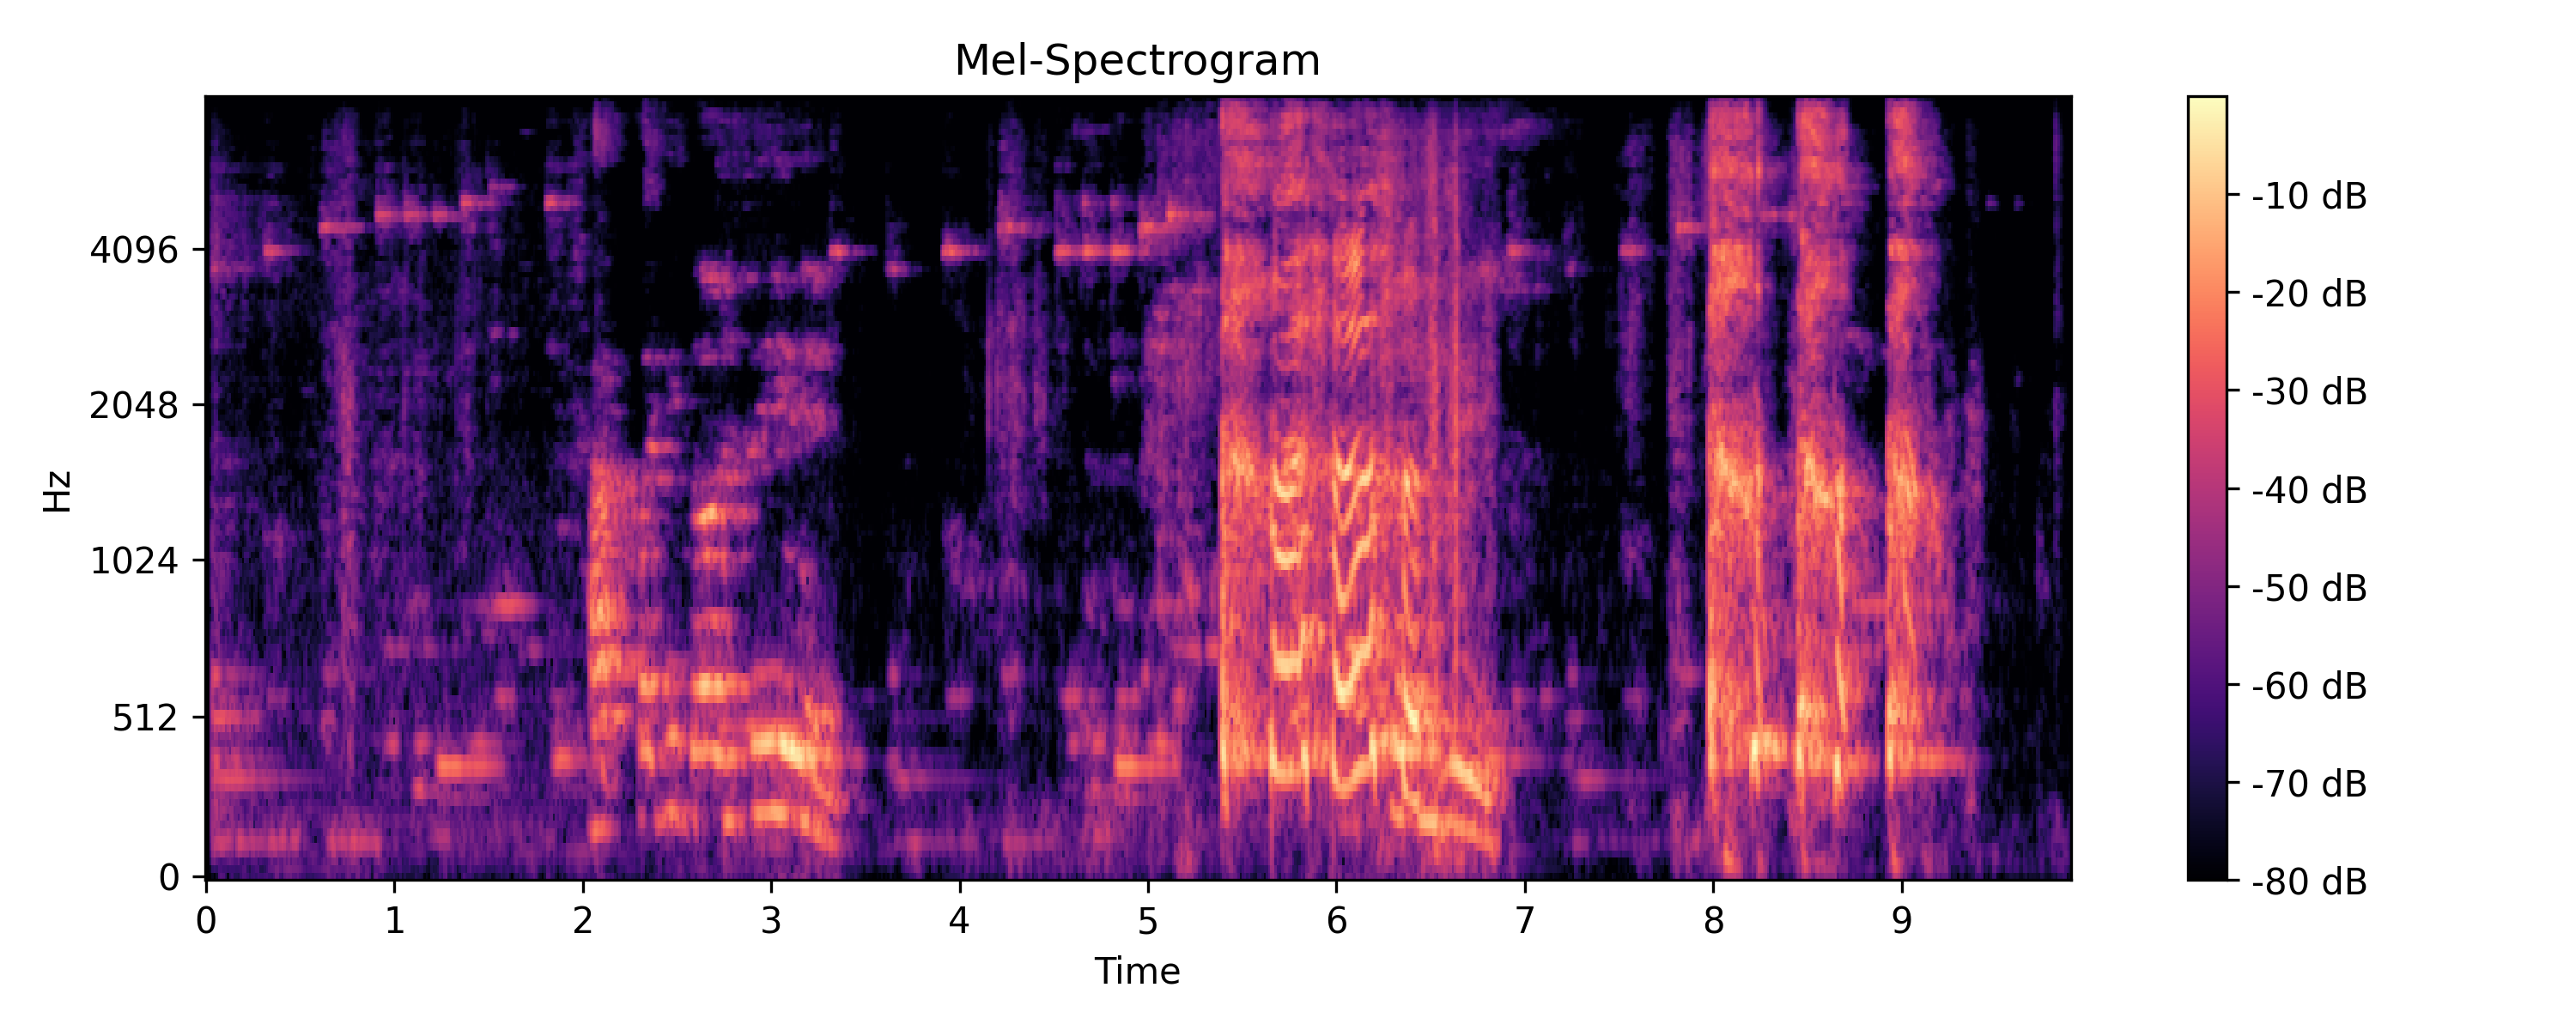 Mel-Spectrogram
Hz
4096
2048
1024
512
0
0 1 2 3 4 5 6 7 8 9
Time
-10 dB
-20 dB
-30 dB
-40 dB
-50 dB
-60 dB
-70 dB
-80 dB